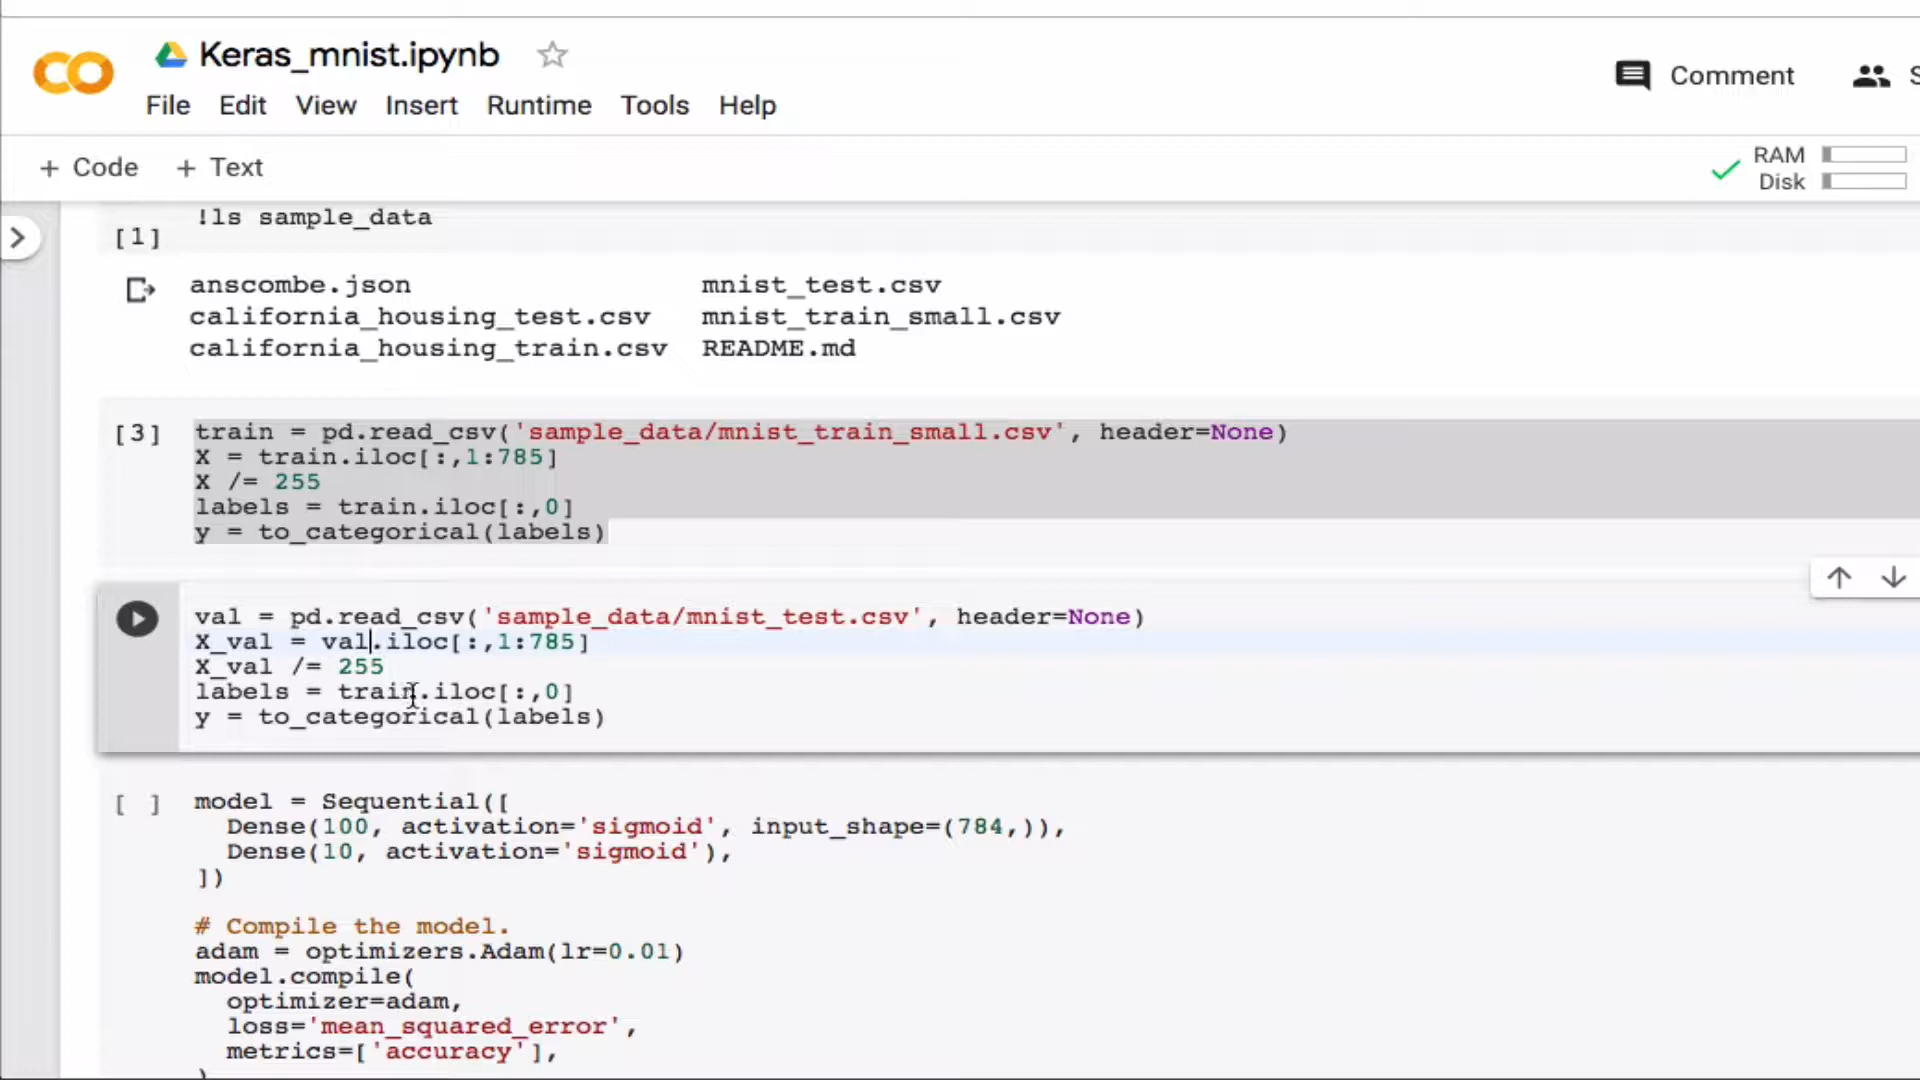 Keras_mnist.ipynb
File Edit View Insert Runtime Tools Help
Comment
S
+ Code + Text
RAM
Disk
[1]
!ls sample_data
anscombe.json mnist_test.csv
california_housing_test.csv mnist_train_small.csv
california_housing_train.csv README.md
[3]
train = pd.read_csv('sample_data/mnist_train_small.csv', header=None)
X = train.iloc[:,1:785]
X /= 255
labels = train.iloc[:,0]
y = to_categorical(labels)
val = pd.read_csv('sample_data/mnist_test.csv', header=None)
X_val = val.iloc[:,1:785]
X_val /= 255
labels = train.iloc[:,0]
y = to_categorical(labels)
[ ]
model = Sequential([
  Dense(100, activation='sigmoid', input_shape=(784,)),
  Dense(10, activation='sigmoid'),
])
# Compile the model.
adam = optimizers.Adam(lr=0.01)
model.compile(
  optimizer=adam,
  loss='mean_squared_error',
  metrics=['accuracy'],
)